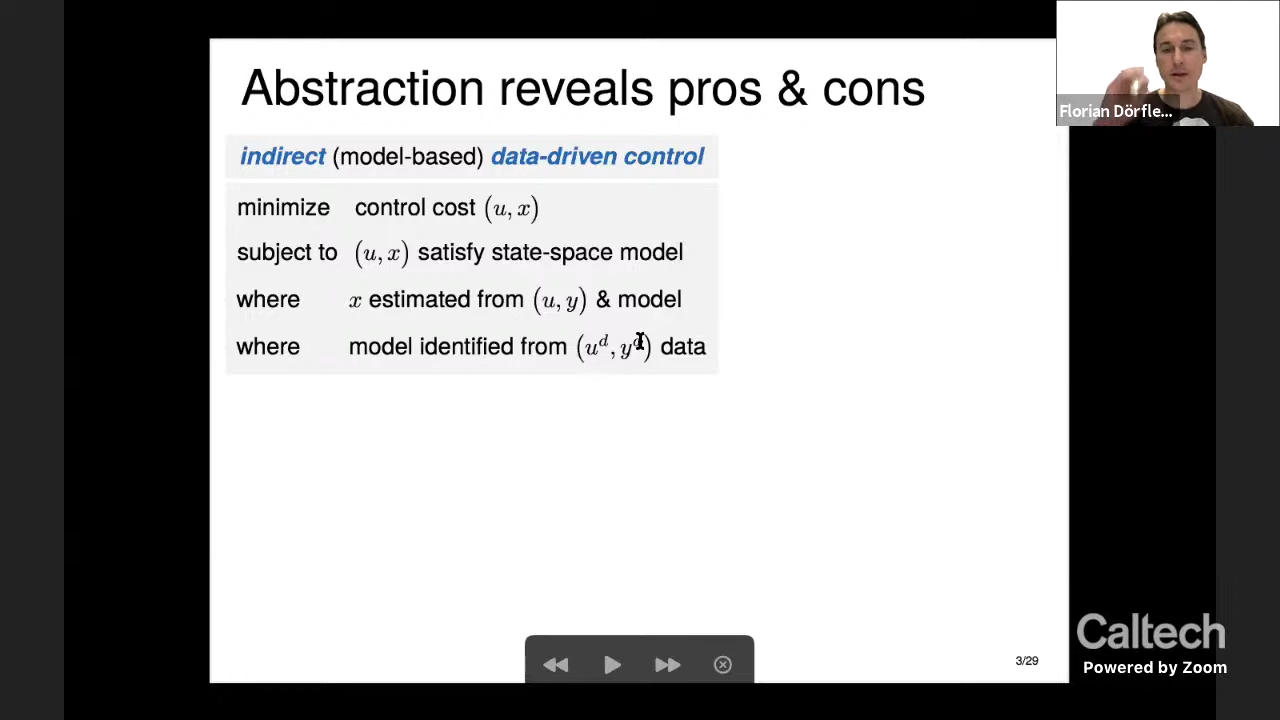 Abstraction reveals pros & cons
indirect (model-based) data-driven control
minimize control cost (u, x)
subject to (u, x) satisfy state-space model
where x estimated from (u, y) & model
where model identified from (u^d, y^d) data
3/29
Florian Dörfle...
Caltech
Powered by Zoom